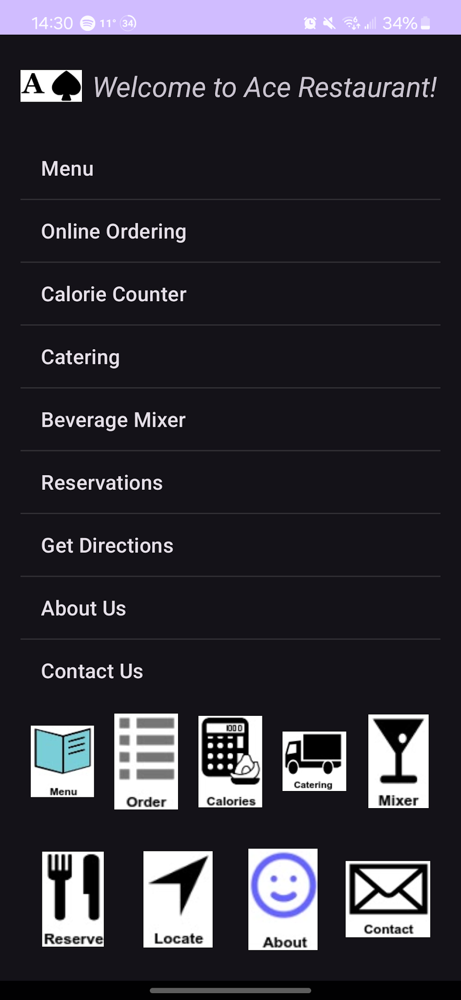 14:30 11° 34 6 34%
A Welcome to Ace Restaurant!
Menu
Online Ordering
Calorie Counter
Catering
Beverage Mixer
Reservations
Get Directions
About Us
Contact Us
1000
Menu Order Calories Catering Mixer
Reserve Locate About Contact